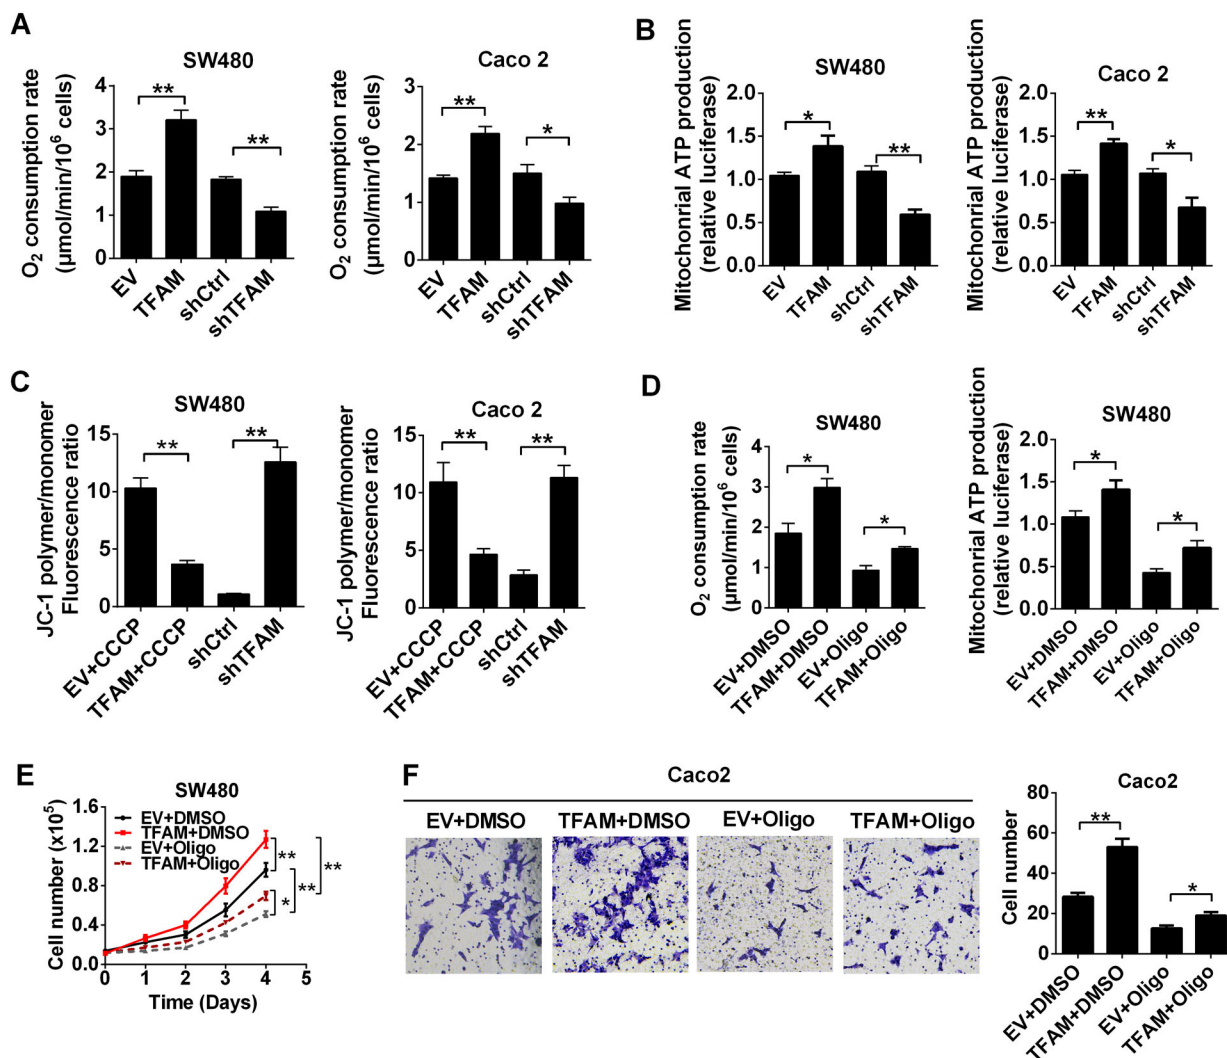 A
SW480
O2 consumption rate
(μmol/min/10^6 cells)
4
3
2
1
0
**
**
EV
TFAM
shCtrl
shTFAM
Caco 2
O2 consumption rate
(μmol/min/10^6 cells)
3
2
1
0
**
*
EV
TFAM
shCtrl
shTFAM
B
SW480
Mitochonrial ATP production
(relative luciferase)
2.0
1.5
1.0
0.5
0.0
*
**
EV
TFAM
shCtrl
shTFAM
Caco 2
Mitochonrial ATP production
(relative luciferase)
2.0
1.5
1.0
0.5
0.0
**
*
EV
TFAM
shCtrl
shTFAM
C
SW480
JC-1 polymer/monomer
Fluorescence ratio
15
10
5
0
**
**
EV+CCCP
TFAM+CCCP
shCtrl
shTFAM
Caco 2
JC-1 polymer/monomer
Fluorescence ratio
15
10
5
0
**
**
EV+CCCP
TFAM+CCCP
shCtrl
shTFAM
D
SW480
O2 consumption rate
(μmol/min/10^6 cells)
4
3
2
1
0
*
*
EV+DMSO
TFAM+DMSO
EV+Oligo
TFAM+Oligo
SW480
Mitochonrial ATP production
(relative luciferase)
2.0
1.5
1.0
0.5
0.0
*
*
EV+DMSO
TFAM+DMSO
EV+Oligo
TFAM+Oligo
E
SW480
Cell number (x10^5)
1.6
1.2
0.8
0.4
0.0
EV+DMSO
TFAM+DMSO
EV+Oligo
TFAM+Oligo
**
**
**
*
0 1 2 3 4 5
Time (Days)
F
Caco2
EV+DMSO TFAM+DMSO EV+Oligo TFAM+Oligo
Caco2
Cell number
80
60
40
20
0
**
*
EV+DMSO
TFAM+DMSO
EV+Oligo
TFAM+Oligo